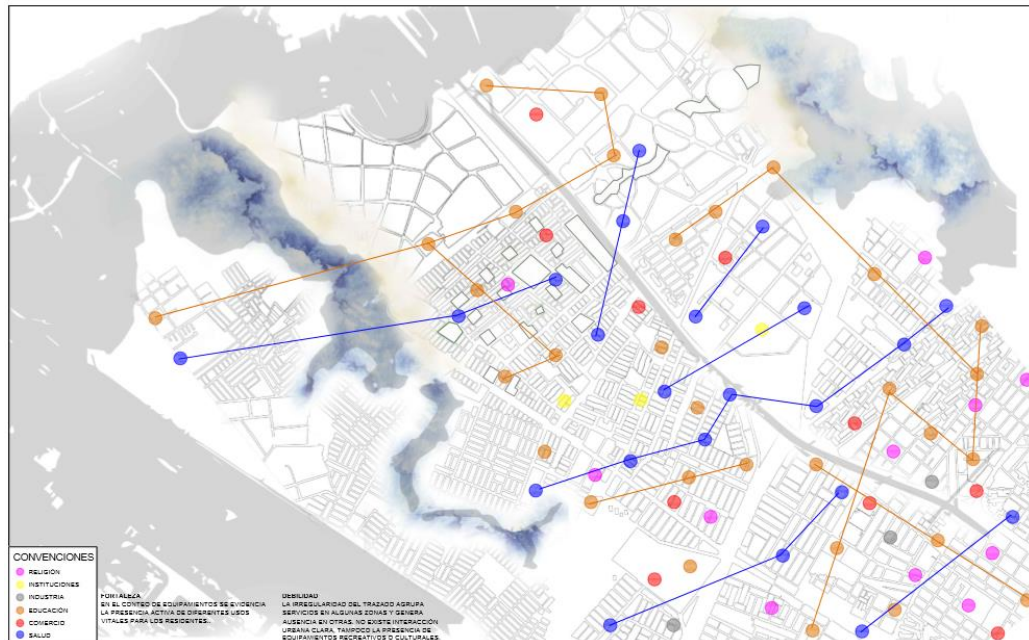 CONVENCIONES
RELIGIÓN
INSTITUCIONES
INDUSTRIA
EDUCACIÓN
COMERCIO
SALUD
FORTALEZA
EN EL CONTEO DE EQUIPAMIENTOS SE EVIDENCIA
LA PRESENCIA ACTIVA DE DIFERENTES USOS
VITALES PARA LOS RESIDENTES.
DEBILIDAD
LA IRREGULARIDAD DEL TRAZADO AGRUPA
SERVICIOS EN ALGUNAS ZONAS Y GENERA
AUSENCIA EN OTRAS. NO EXISTE INTERACCIÓN
URBANA CLARA, TAMPOCO LA PRESENCIA DE
EQUIPAMIENTOS RECREATIVOS O CULTURALES.